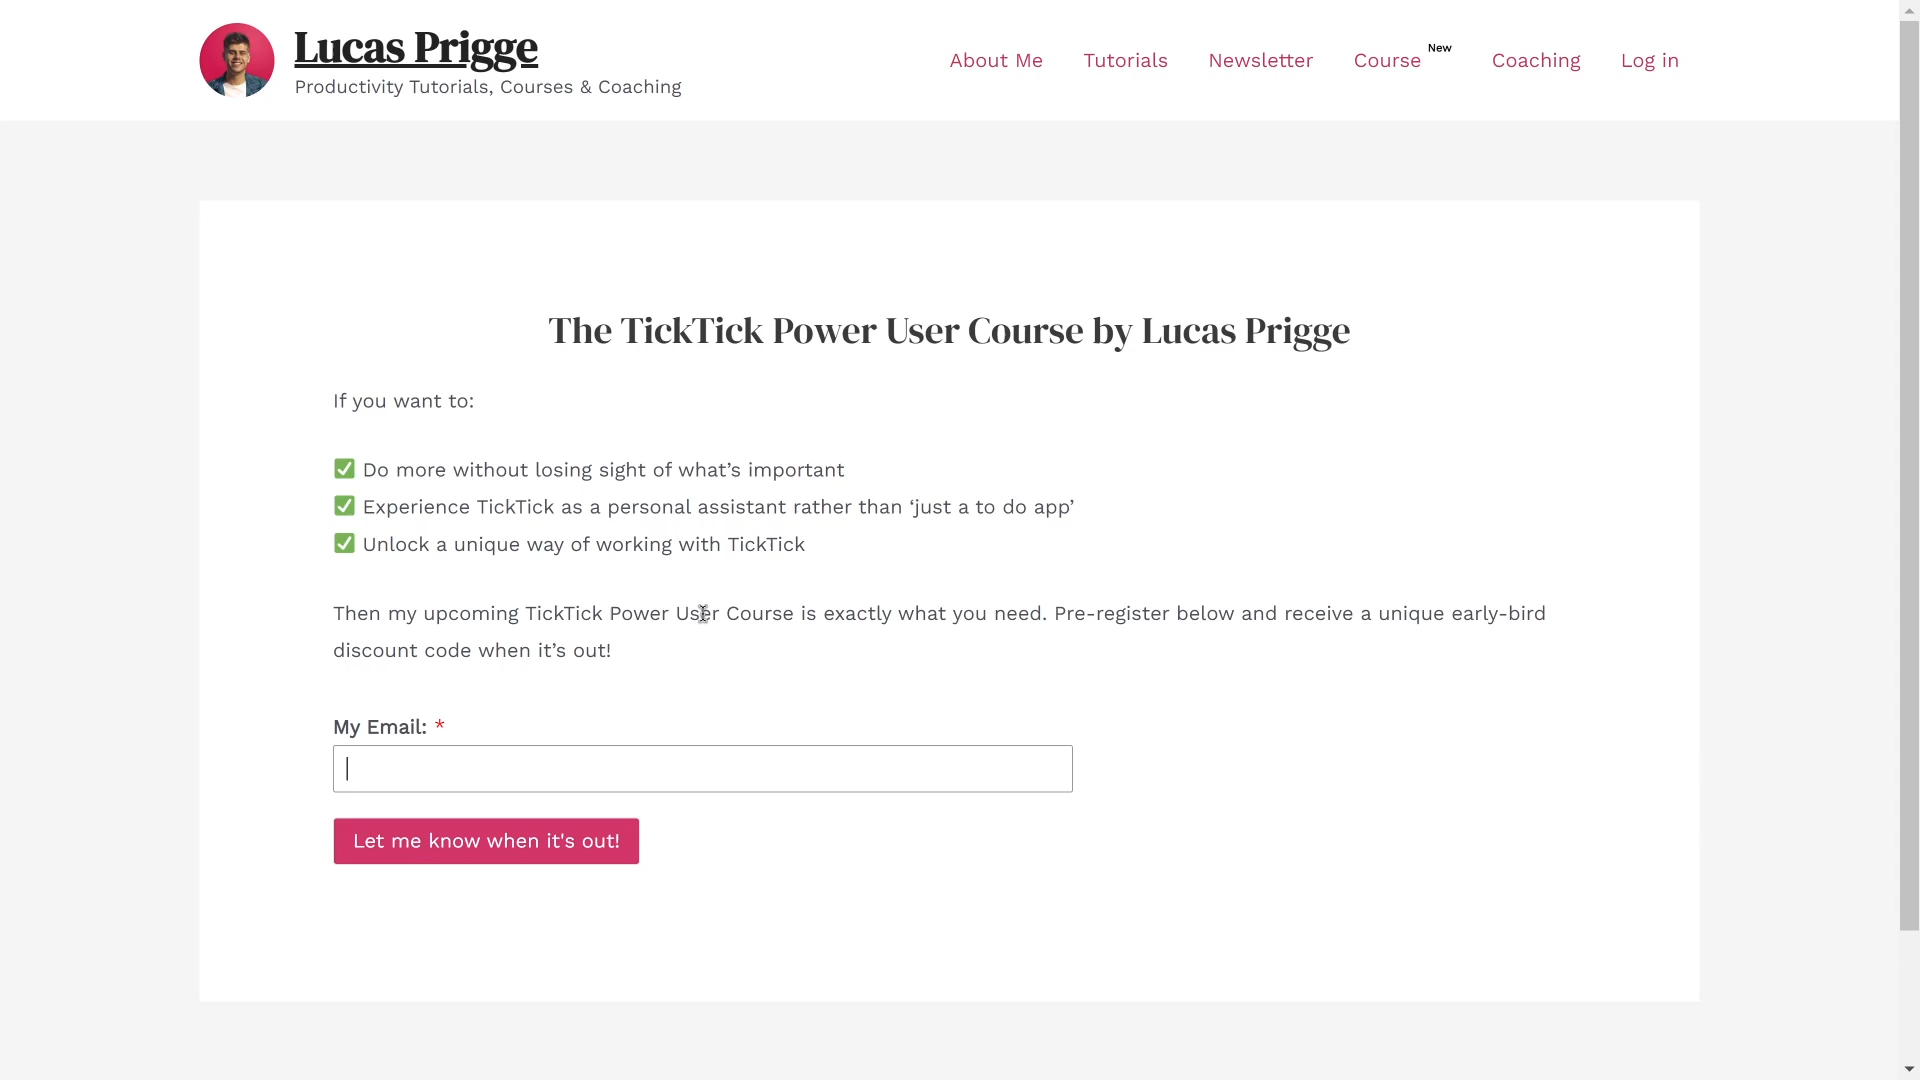 Lucas Prigge
Productivity Tutorials, Courses & Coaching
About Me
Tutorials
Newsletter
Course
New
Coaching
Log in
The TickTick Power User Course by Lucas Prigge
If you want to:
✅ Do more without losing sight of what’s important
✅ Experience TickTick as a personal assistant rather than ‘just a to do app’
✅ Unlock a unique way of working with TickTick
Then my upcoming TickTick Power User Course is exactly what you need. Pre-register below and receive a unique early-bird
discount code when it’s out!
My Email: *
Let me know when it's out!